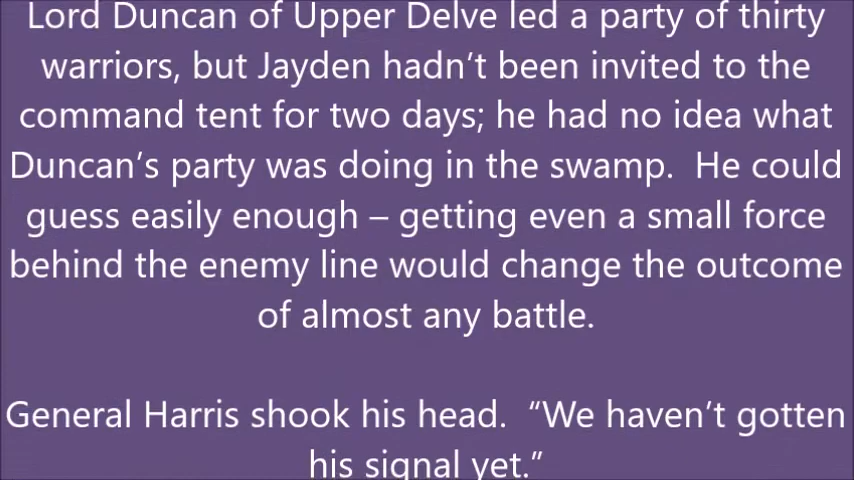 Lord Duncan of Upper Delve led a party of thirty
warriors, but Jayden hadn’t been invited to the
command tent for two days; he had no idea what
Duncan’s party was doing in the swamp.  He could
guess easily enough – getting even a small force
behind the enemy line would change the outcome
of almost any battle.

General Harris shook his head.  “We haven’t gotten
his signal yet.”